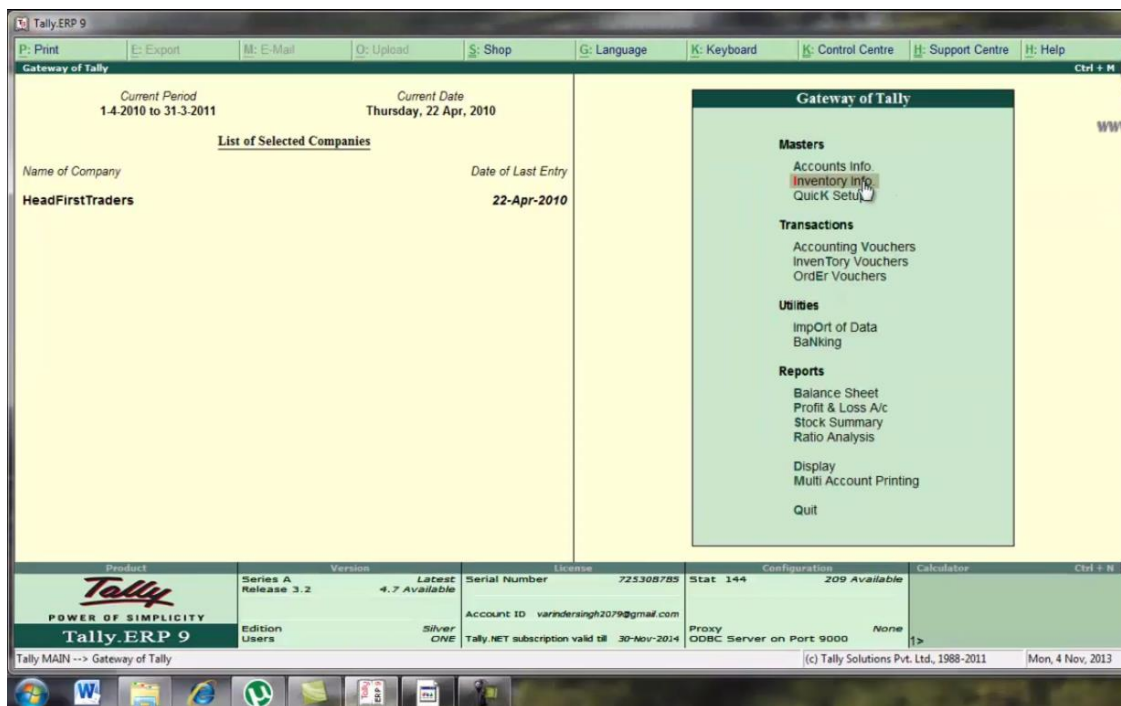 Tally.ERP 9
P: Print E: Export M: E-Mail O: Upload S: Shop G: Language K: Keyboard K: Control Centre H: Support Centre H: Help
Gateway of Tally Ctrl + M
Current Period Current Date
1-4-2010 to 31-3-2011 Thursday, 22 Apr, 2010
List of Selected Companies
Name of Company Date of Last Entry
HeadFirstTraders 22-Apr-2010
Gateway of Tally
Masters
Accounts Info.
Inventory Info.
QuicK Setup
Transactions
Accounting Vouchers
InvenTory Vouchers
OrdEr Vouchers
Utilities
ImpOrt of Data
BaNking
Reports
Balance Sheet
Profit & Loss A/c
Stock Summary
Ratio Analysis
Display
Multi Account Printing
Quit
Product Version License Configuration Calculator Ctrl + N
Tally
POWER OF SIMPLICITY
Tally.ERP 9
Series A Latest
Release 3.2 4.7 Available
Edition Silver
Users ONE
Serial Number 725308785
Account ID varindersingh2079@gmail.com
Tally.NET subscription valid till 30-Nov-2014
Stat 144 209 Available
Proxy None
ODBC Server on Port 9000
1>
Tally MAIN --> Gateway of Tally (c) Tally Solutions Pvt. Ltd., 1988-2011 Mon, 4 Nov, 2013